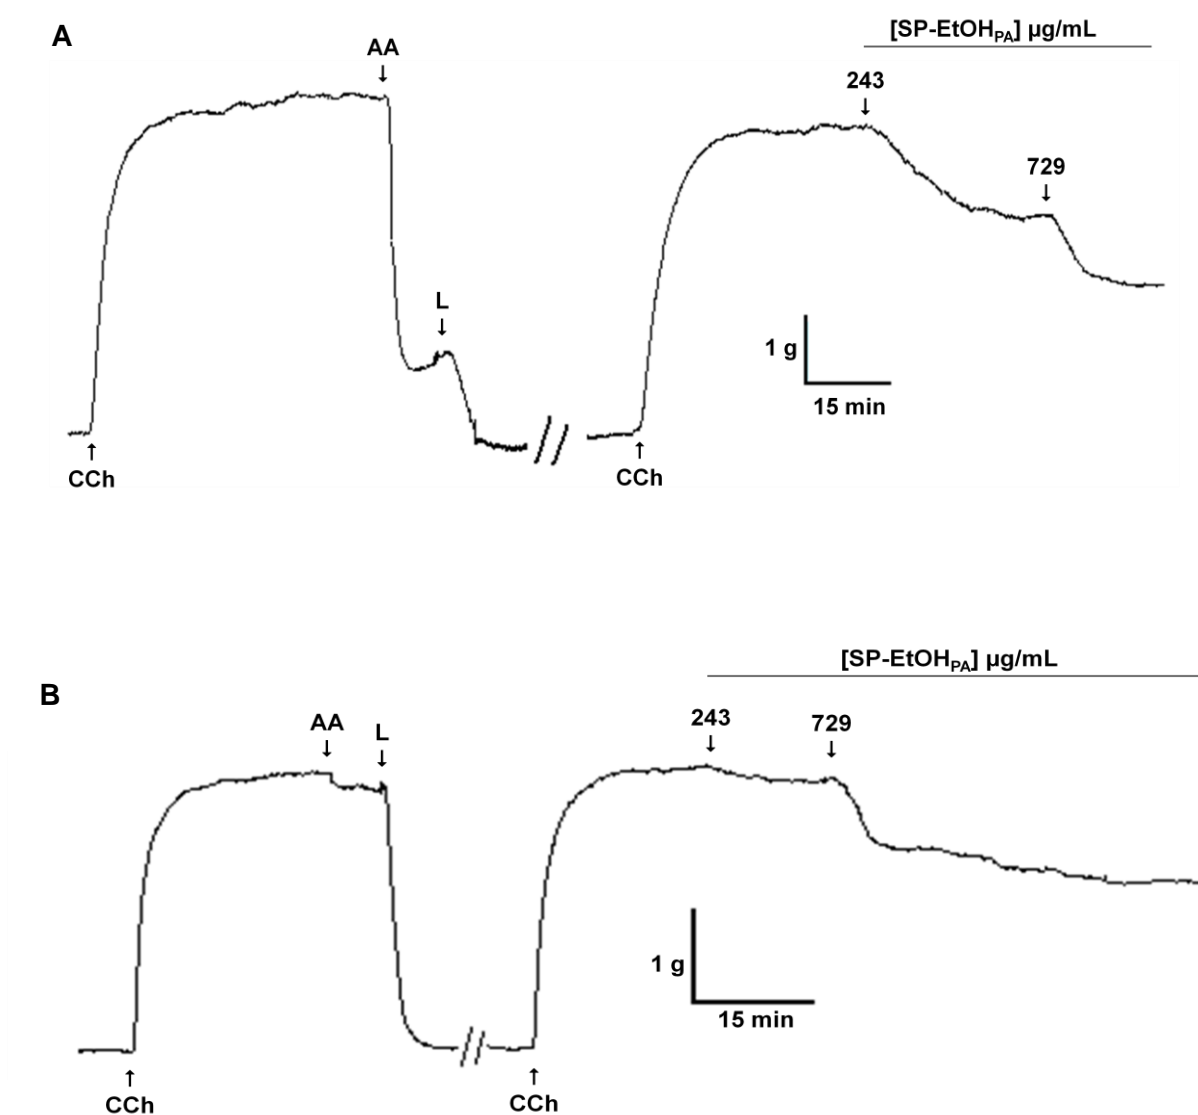 A
AA
[SP-EtOHPA] µg/mL
243
729
L
1 g
15 min
CCh
CCh
B
[SP-EtOHPA] µg/mL
AA
L
243
729
1 g
15 min
CCh
CCh